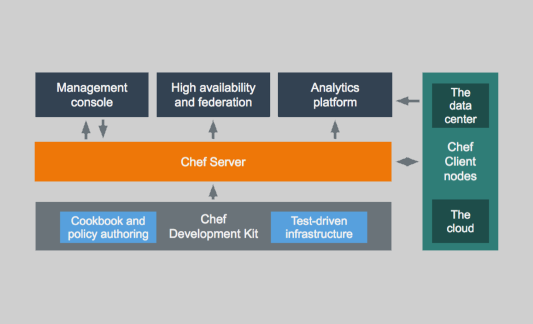 Management
console
High availability
and federation
Analytics
platform
The
data
center
Chef Server
Chef
Client
nodes
Cookbook and
policy authoring
Chef
Development Kit
Test-driven
infrastructure
The
cloud